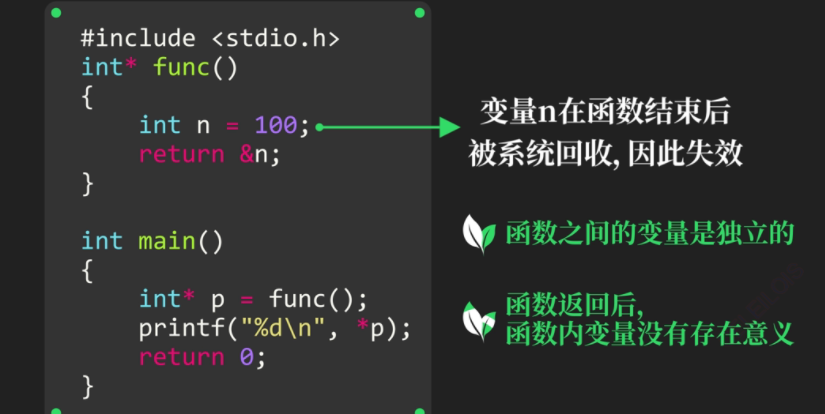 #include <stdio.h>
int* func()
{
    int n = 100;
    return &n;
}
int main()
{
    int* p = func();
    printf("%d\n", *p);
    return 0;
}
变量n在函数结束后
被系统回收, 因此失效
函数之间的变量是独立的
函数返回后,
函数内变量没有存在意义